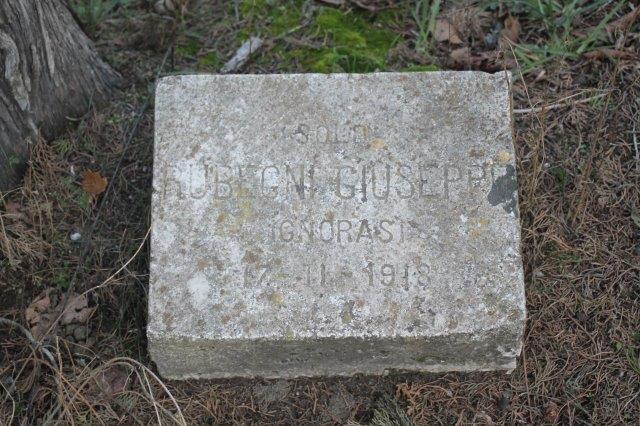 SOLD.
RUBEGNI GIUSEPPE
IGNORASI
17-11-1918